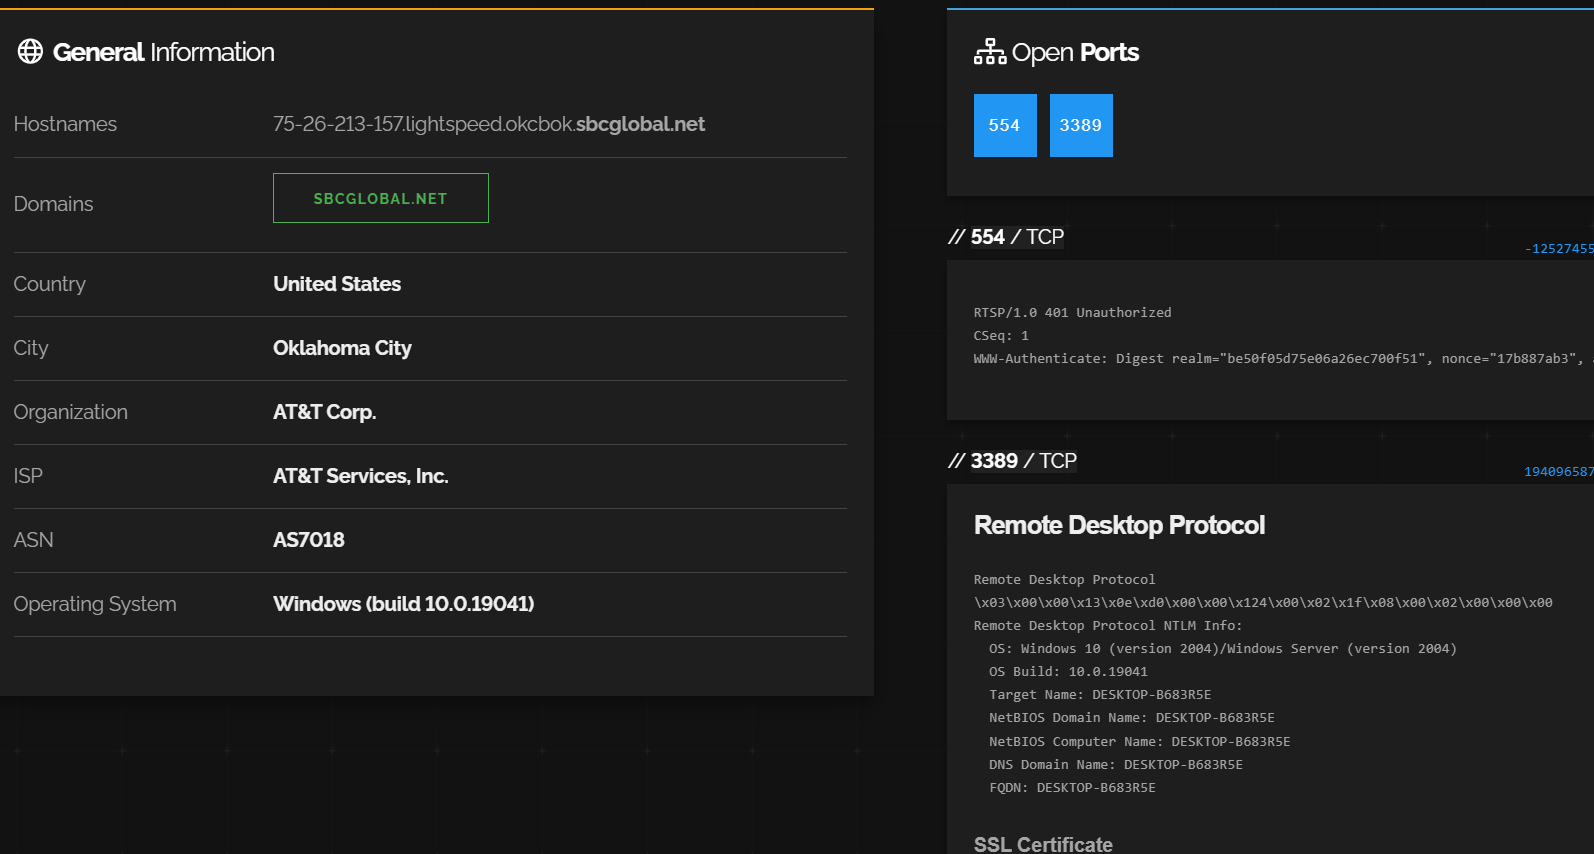 General Information
Hostnames 75-26-213-157.lightspeed.okcbok.sbcglobal.net
Domains SBCGLOBAL.NET
Country United States
City Oklahoma City
Organization AT&T Corp.
ISP AT&T Services, Inc.
ASN AS7018
Operating System Windows (build 10.0.19041)
Open Ports
554 3389
// 554 / TCP
-12527455
RTSP/1.0 401 Unauthorized
CSeq: 1
WWW-Authenticate: Digest realm="be50f05d75e06a26ec700f51", nonce="17b887ab3",
// 3389 / TCP
194096587
Remote Desktop Protocol
Remote Desktop Protocol
\x03\x00\x00\x13\x0e\xd0\x00\x00\x124\x00\x02\x1f\x08\x00\x02\x00\x00\x00
Remote Desktop Protocol NTLM Info:
OS: Windows 10 (version 2004)/Windows Server (version 2004)
OS Build: 10.0.19041
Target Name: DESKTOP-B683R5E
NetBIOS Domain Name: DESKTOP-B683R5E
NetBIOS Computer Name: DESKTOP-B683R5E
DNS Domain Name: DESKTOP-B683R5E
FQDN: DESKTOP-B683R5E
SSL Certificate